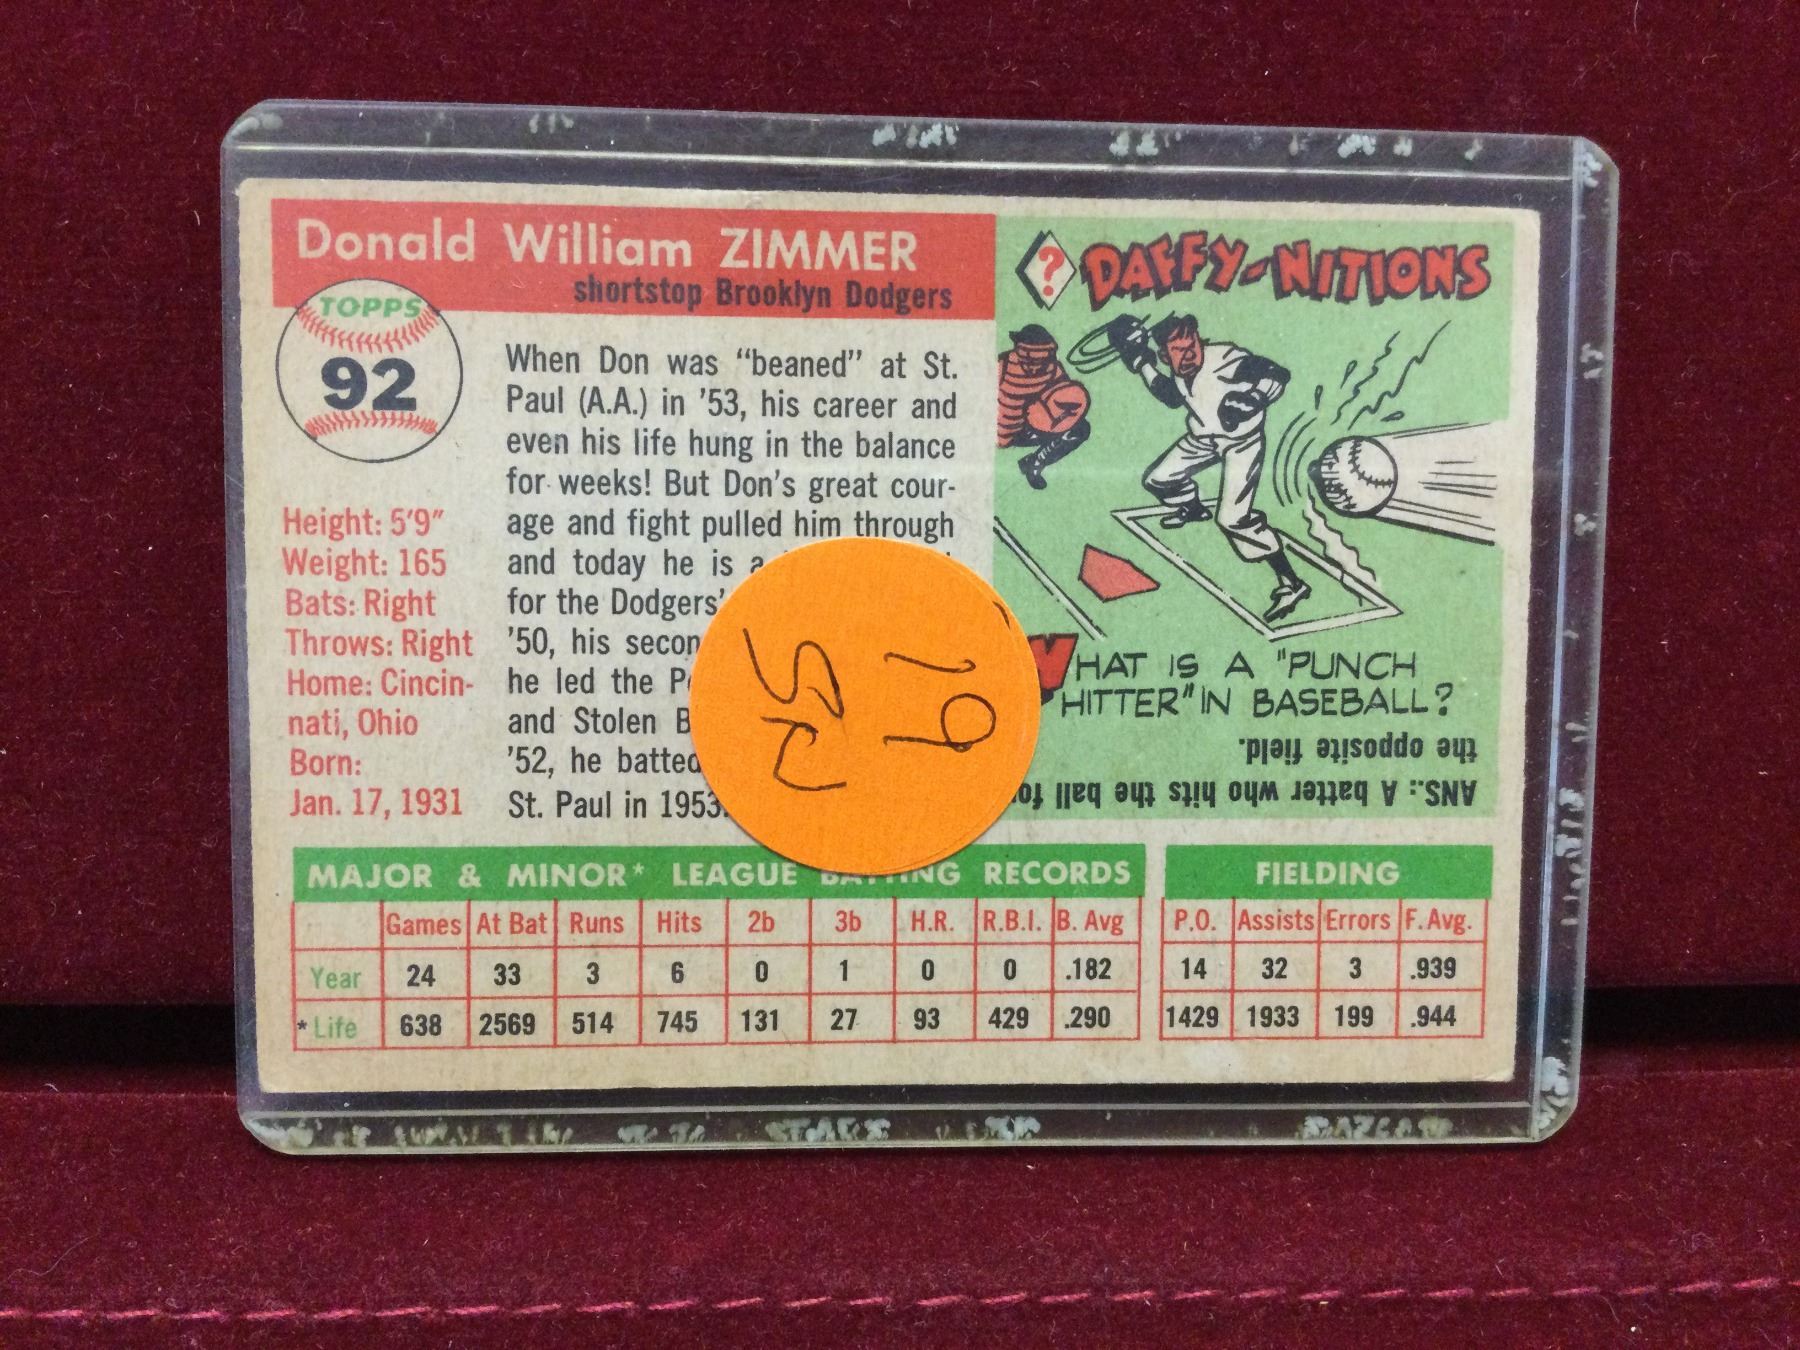 Donald William ZIMMER
shortstop Brooklyn Dodgers
TOPPS
92
Height: 5'9"
Weight: 165
Bats: Right
Throws: Right
Home: Cincin-
nati, Ohio
Born:
Jan. 17, 1931
When Don was “beaned” at St.
Paul (A.A.) in '53, his career and
even his life hung in the balance
for weeks! But Don's great cour-
age and fight pulled him through
and today he is a
for the Dodgers'
'50, his secon
he led the P
and Stolen B
'52, he batted
St. Paul in 1953.
19
?
DAFFY-NITIONS
WHAT IS A "PUNCH
HITTER" IN BASEBALL?
ANS.: A batter who hits the ball fo
the opposite field.
MAJOR & MINOR* LEAGUE BATTING RECORDS
Games At Bat Runs Hits 2b 3b H.R. R.B.I. B. Avg
Year 24 33 3 6 0 1 0 0 .182
*Life 638 2569 514 745 131 27 93 429 .290
FIELDING
P.O. Assists Errors F. Avg.
14 32 3 .939
1429 1933 199 .944